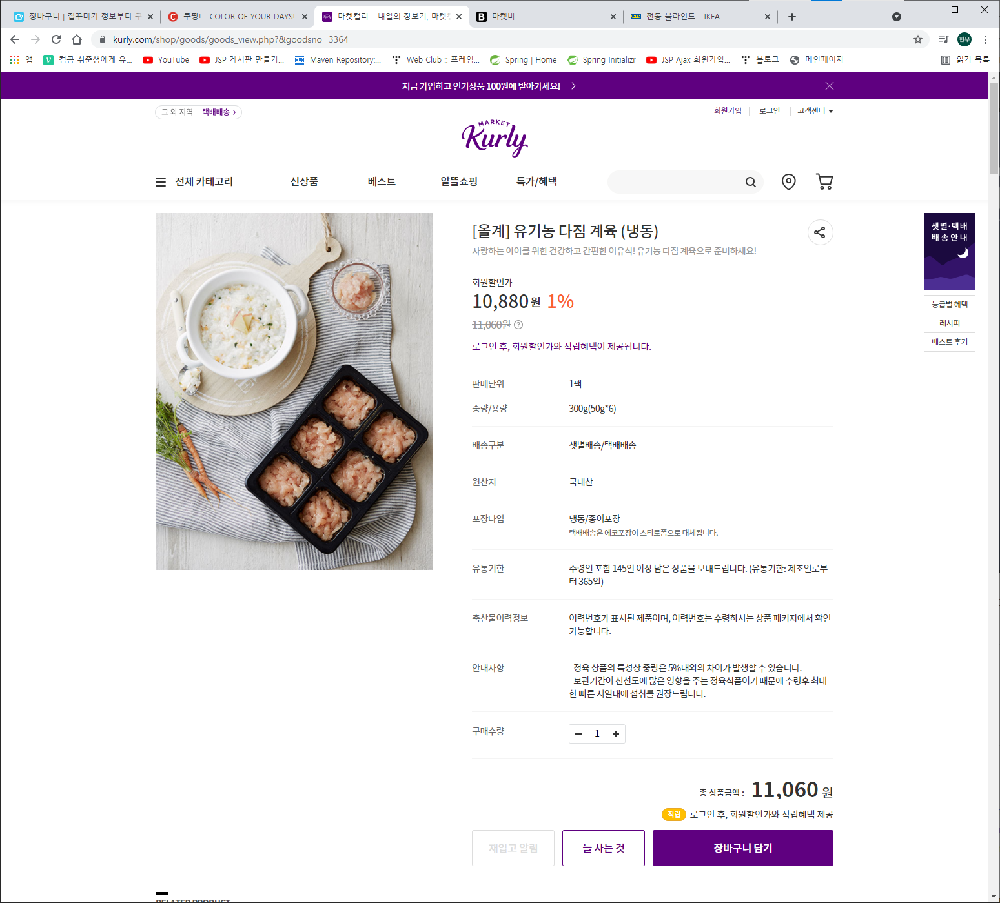 장바구니 | 집꾸미기 정보부터 구
쿠팡! - COLOR OF YOUR DAYS!
마켓컬리 :: 내일의 장보기, 마켓컬
마켓비
전동 블라인드 - IKEA
kurly.com/shop/goods/goods_view.php?&goodsno=3364
현우
앱
컴공 취준생에게 유...
YouTube
JSP 게시판 만들기...
Maven Repository:...
Web Club :: 프레임...
Spring | Home
Spring Initializr
JSP Ajax 회원가입...
블로그
메인페이지
읽기 목록
지금 가입하고 인기상품 100원에 받아가세요!
그 외 지역 택배배송
회원가입
로그인
고객센터
MARKET
Kurly
전체 카테고리
신상품
베스트
알뜰쇼핑
특가/혜택
[올계] 유기농 다짐 계육 (냉동)
사랑하는 아이를 위한 건강하고 간편한 이유식! 유기농 다짐 계육으로 준비하세요!
회원할인가
10,880원 1%
11,060원
로그인 후, 회원할인가와 적립혜택이 제공됩니다.
판매단위 1팩
중량/용량 300g(50g*6)
배송구분 샛별배송/택배배송
원산지 국내산
포장타입 냉동/종이포장
택배배송은 에코포장이 스티로폼으로 대체됩니다.
유통기한 수령일 포함 145일 이상 남은 상품을 보내드립니다. (유통기한: 제조일로부
터 365일)
축산물이력정보 이력번호가 표시된 제품이며, 이력번호는 수령하시는 상품 패키지에서 확인
가능합니다.
안내사항 - 정육 상품의 특성상 중량은 5%내외의 차이가 발생할 수 있습니다.
- 보관기간이 신선도에 많은 영향을 주는 정육식품이기 때문에 수령후 최대
한 빠른 시일내에 섭취를 권장드립니다.
구매수량 1
총 상품금액 : 11,060 원
적립 로그인 후, 회원할인가와 적립혜택 제공
재입고 알림
늘 사는 것
장바구니 담기
샛별·택배
배송안내
등급별 혜택
레시피
베스트 후기
RELATED PRODUCT